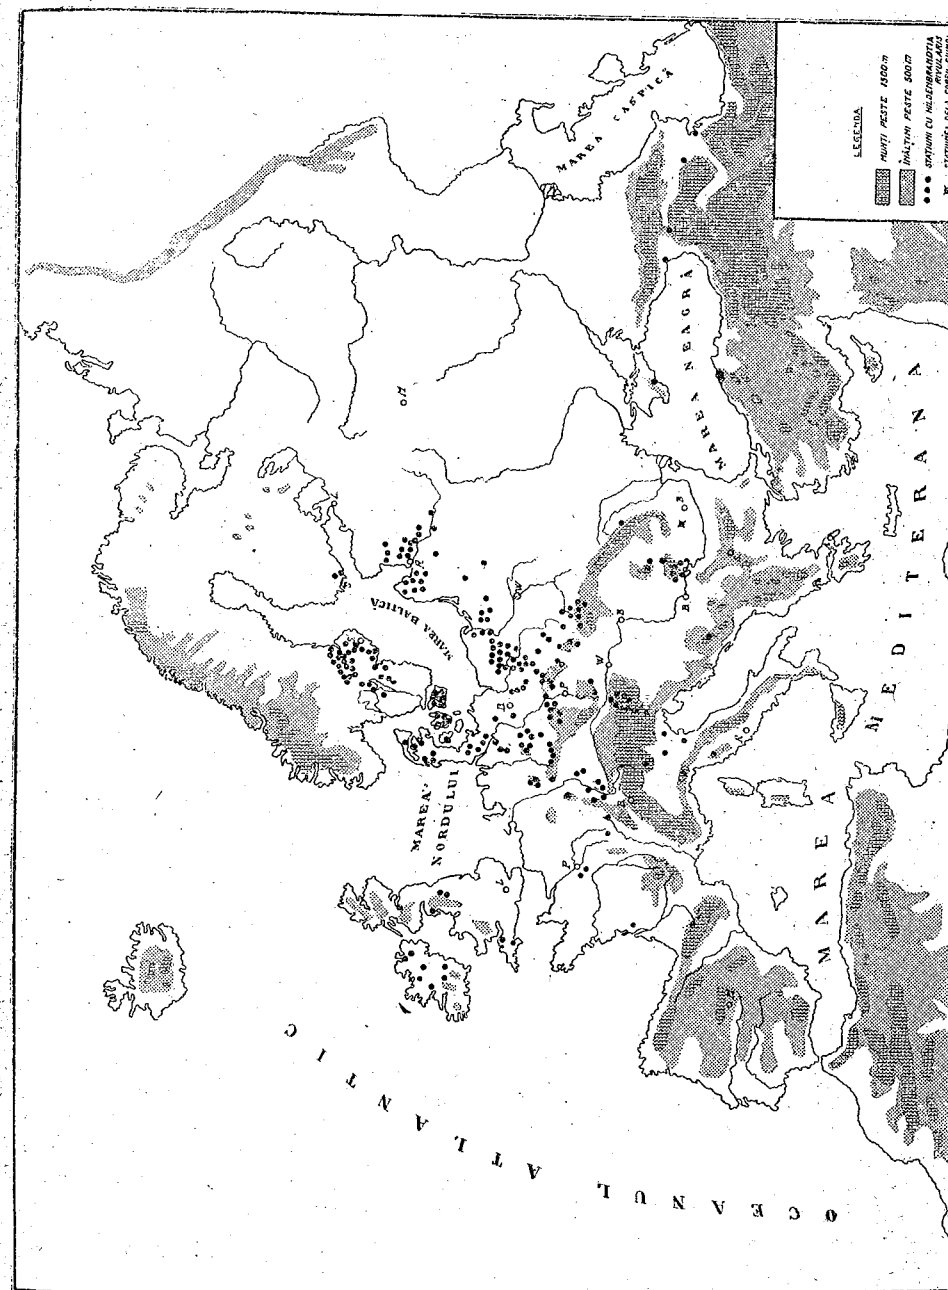 OCEANUL ATLANTIC
MAREA NORDULUI
MAREA BALTICĂ
MAREA MEDITERANA
MAREA NEAGRĂ
MAREA CASPICĂ
LEGENDA
MUNȚI PESTE 1500m
ÎNĂLȚIMI PESTE 500m
STAȚIUNI CU HILDENBRANDTIA
RIVULARIS
M
R
W
B
B
B
W
P
P
L
R